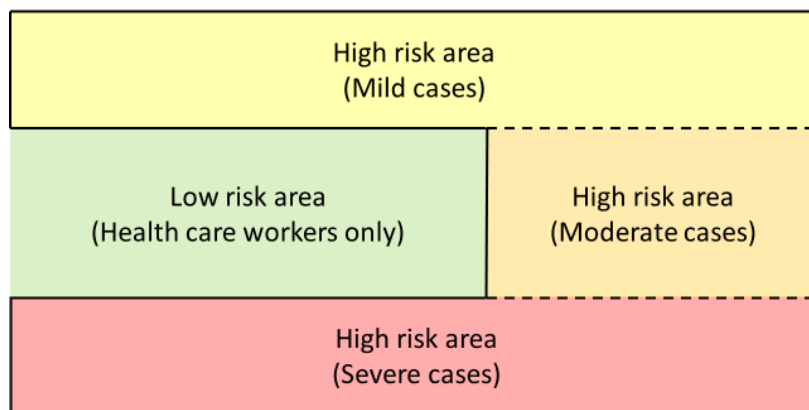 High risk area
(Mild cases)
Low risk area
(Health care workers only)
High risk area
(Moderate cases)
High risk area
(Severe cases)